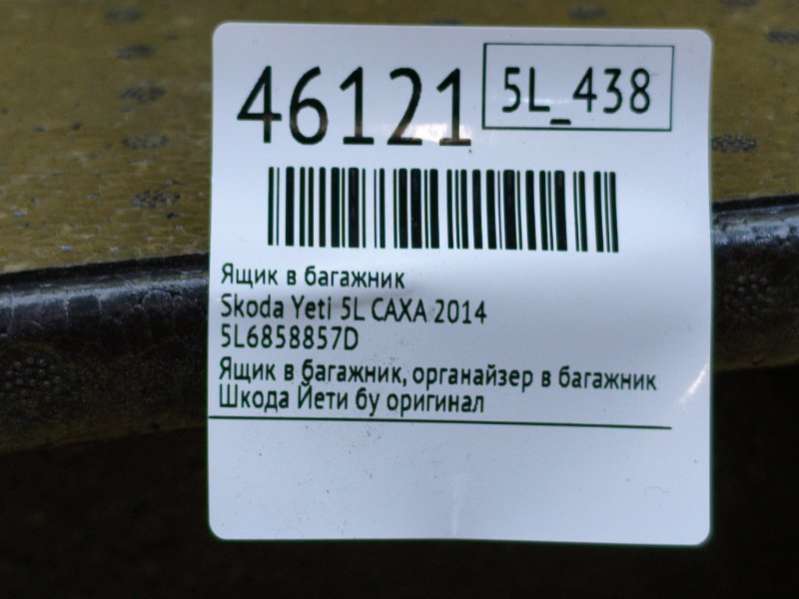 46121
5L_438
Ящик в багажник
Skoda Yeti 5L CAXA 2014
5L6858857D
Ящик в багажник, органайзер в багажник
Шкода Йети бу оригинал